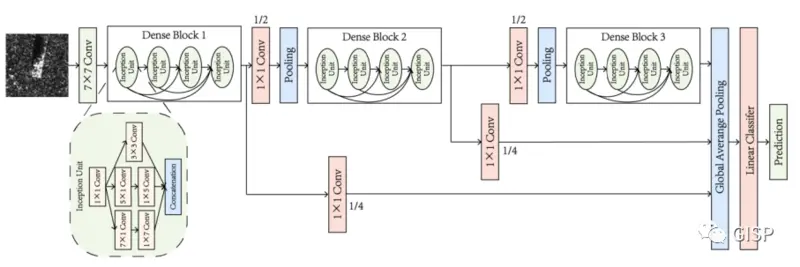 7×7 Conv
Dense Block 1
Inception Unit
Inception Unit
Inception Unit
Inception Unit
1/2
1×1 Conv
Pooling
Dense Block 2
Inception Unit
Inception Unit
Inception Unit
Inception Unit
1/2
1×1 Conv
Pooling
Dense Block 3
Inception Unit
Inception Unit
Inception Unit
Inception Unit
1×1 Conv
1/4
1×1 Conv
1/4
Global Averange Pooling
Linear Classifer
Prediction
Inception Unit
1×1 Conv
3×3 Conv
5×1 Conv
1×5 Conv
7×1 Conv
1×7 Conv
Concatenation
GISP